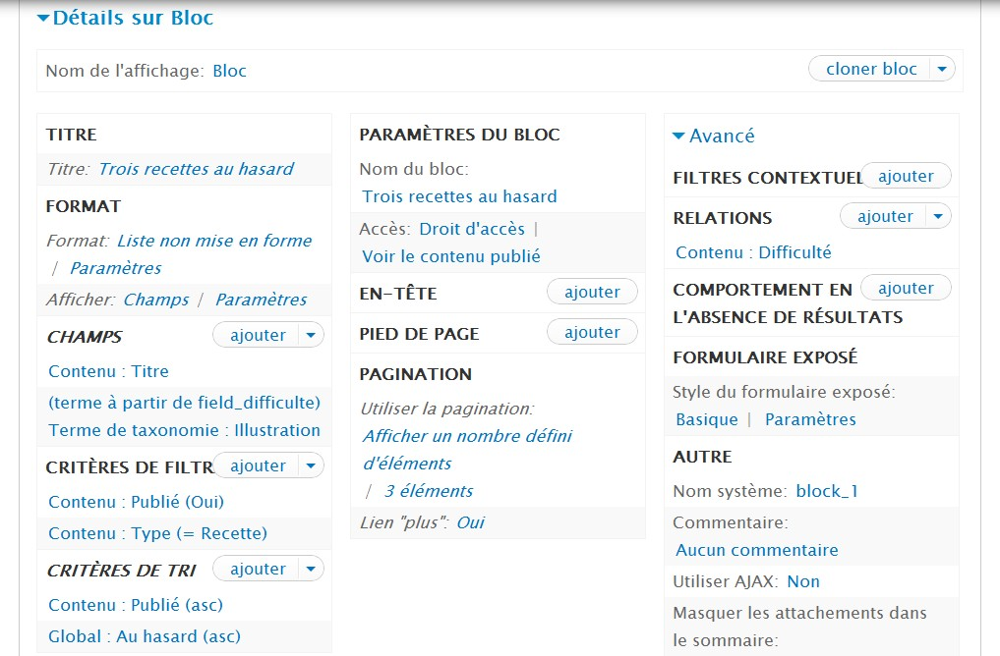 Détails sur Bloc
Nom de l'affichage: Bloc
cloner bloc
TITRE
Titre: Trois recettes au hasard
FORMAT
Format: Liste non mise en forme
/ Paramètres
Afficher: Champs / Paramètres
CHAMPS ajouter
Contenu : Titre
(terme à partir de field_difficulte)
Terme de taxonomie : Illustration
CRITÈRES DE FILTR ajouter
Contenu : Publié (Oui)
Contenu : Type (= Recette)
CRITÈRES DE TRI ajouter
Contenu : Publié (asc)
Global : Au hasard (asc)
PARAMÈTRES DU BLOC
Nom du bloc:
Trois recettes au hasard
Accès: Droit d'accès |
Voir le contenu publié
EN-TÊTE ajouter
PIED DE PAGE ajouter
PAGINATION
Utiliser la pagination:
Afficher un nombre défini
d'éléments
/ 3 éléments
Lien "plus": Oui
Avancé
FILTRES CONTEXTUEL ajouter
RELATIONS ajouter
Contenu : Difficulté
COMPORTEMENT EN ajouter
L'ABSENCE DE RÉSULTATS
FORMULAIRE EXPOSÉ
Style du formulaire exposé:
Basique | Paramètres
AUTRE
Nom système: block_1
Commentaire:
Aucun commentaire
Utiliser AJAX: Non
Masquer les attachements dans
le sommaire: